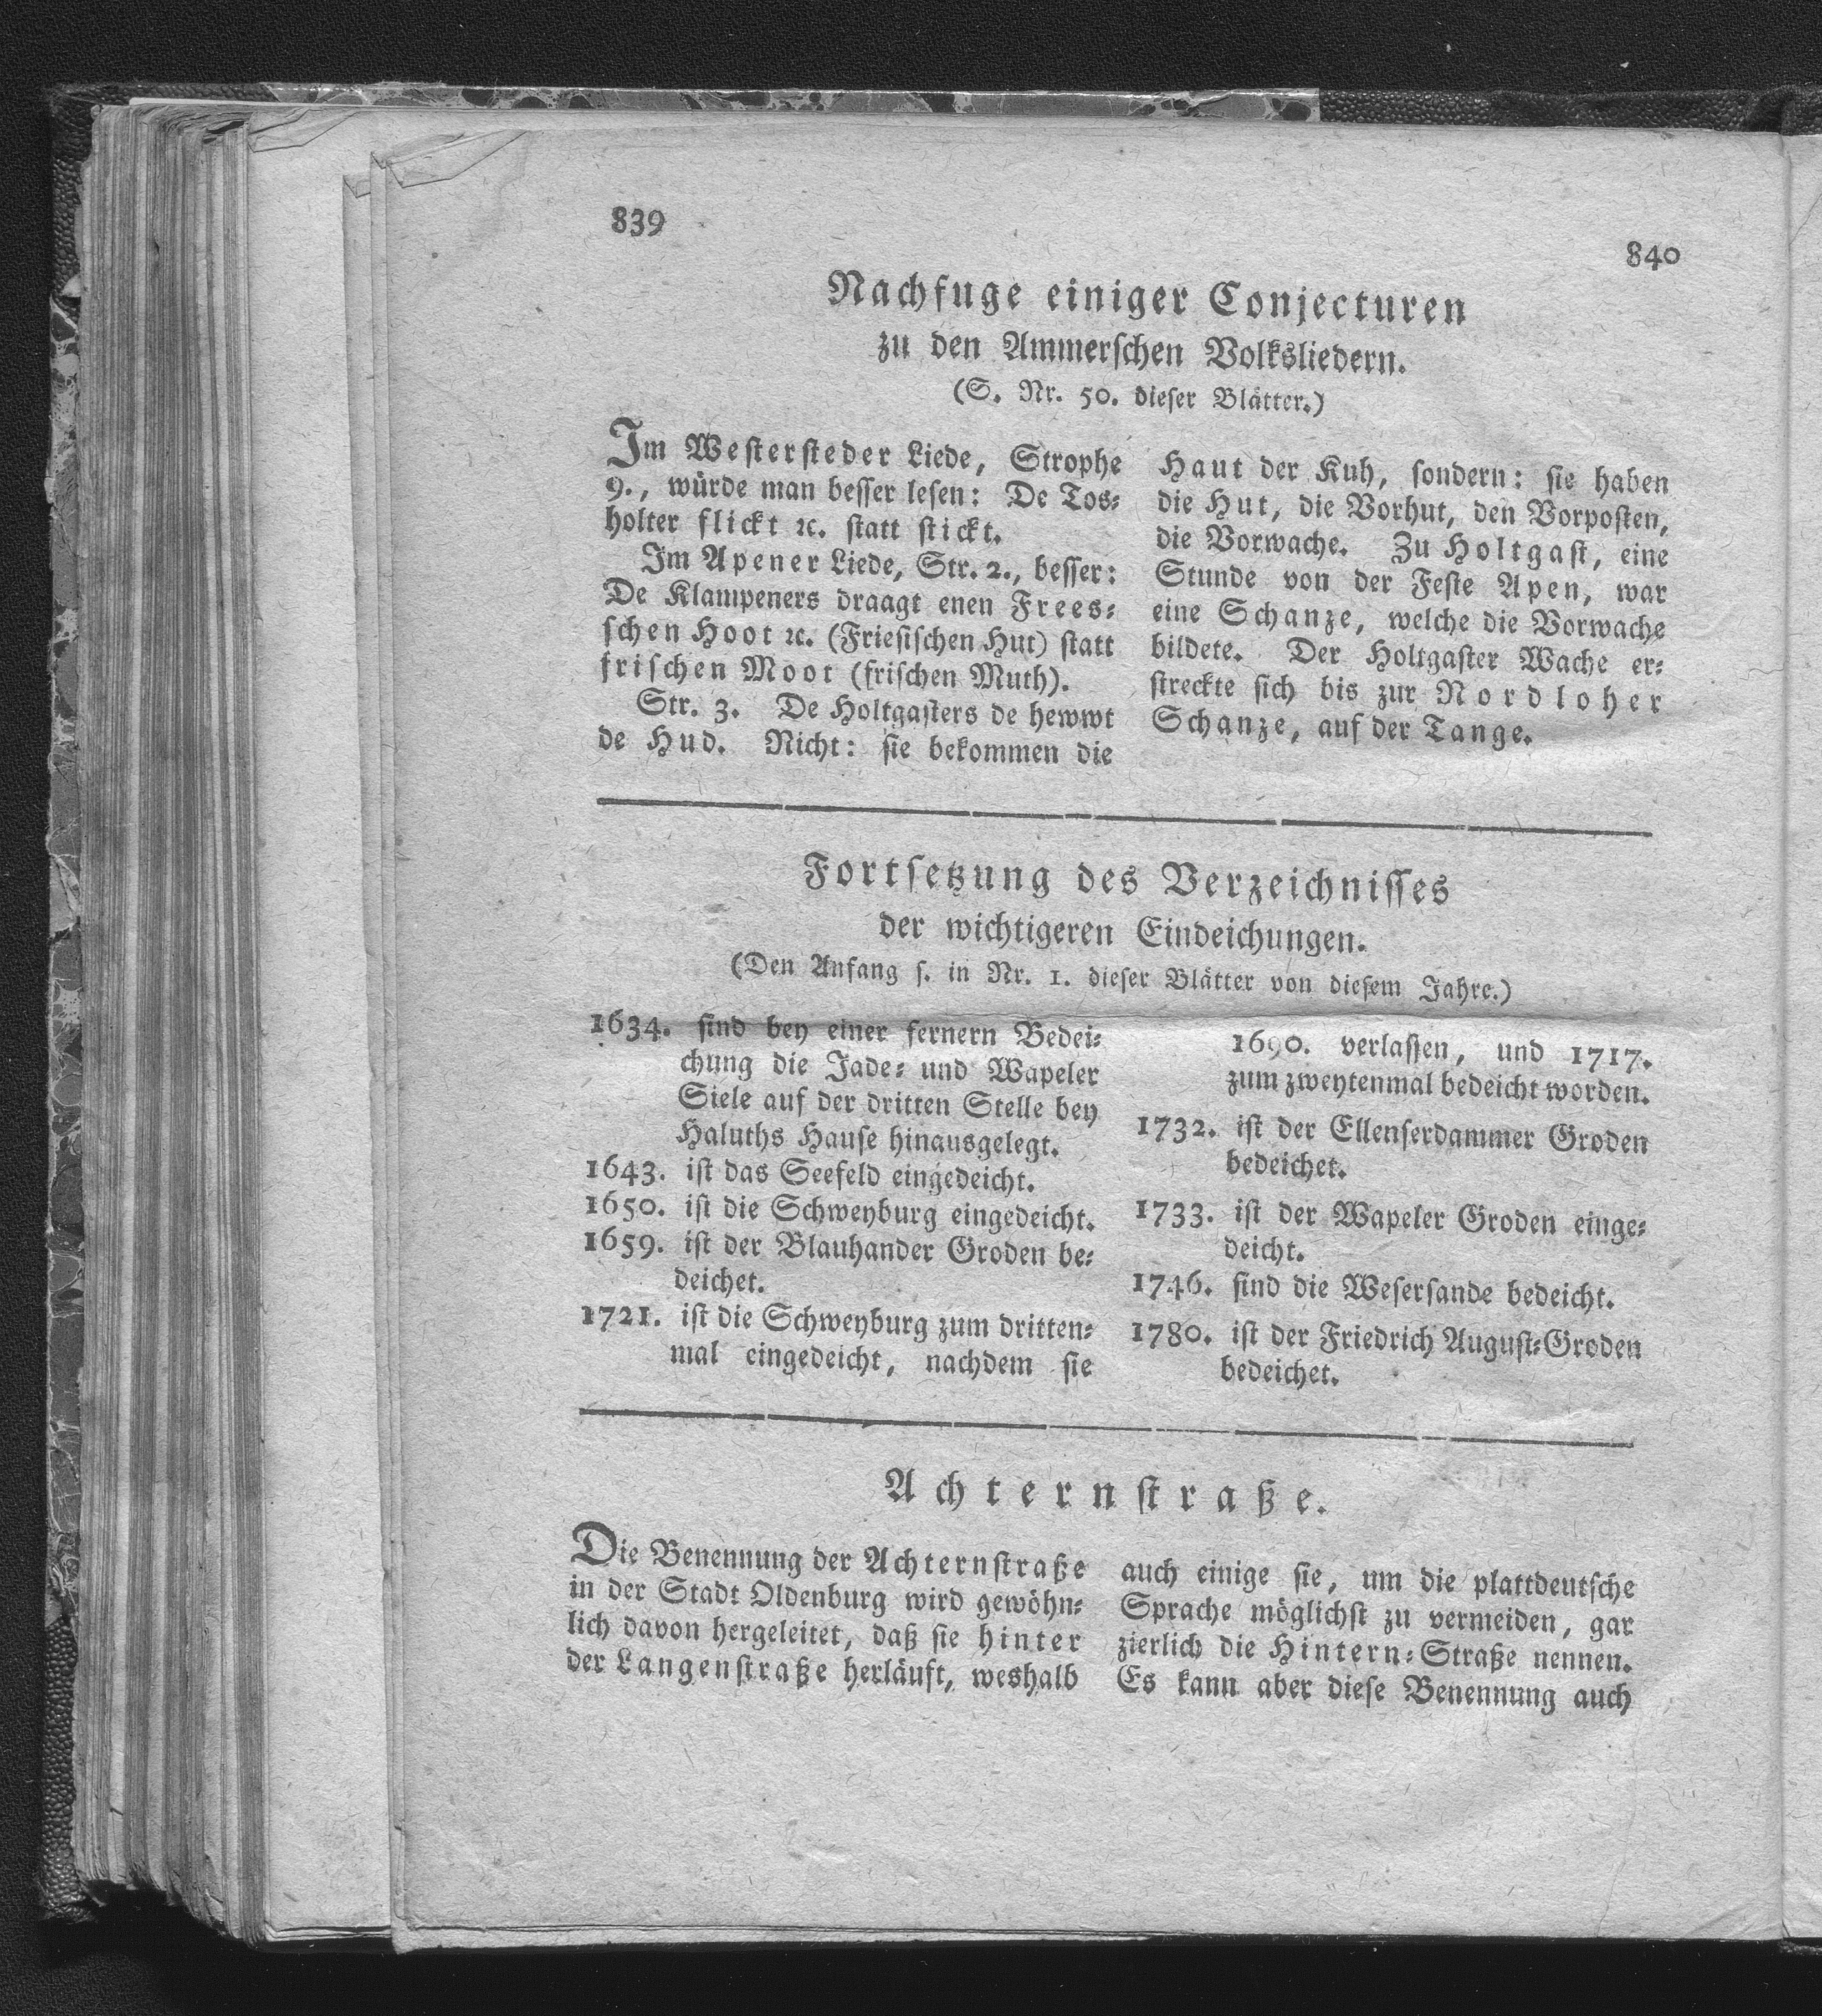 839
840
Nachfuge einiger Conjecturen
zu den Ammerschen Volksliedern.
(S. Nr. 50. dieser Blätter.)
Im Westersteder Liede, Strophe
9., würde man besser lesen: De Tos-
holter flickt ꝛc. statt stickt.
Im Apener Liede, Str. 2., besser:
De Klampeners draagt enen Frees-
schen Hoot ꝛc. (Friesischen Hut) statt
frischen Moot (frischen Muth).
Str. 3. De Holtgasters de hewwt
de Hud. Nicht: sie bekommen die
Haut der Kuh, sondern: sie haben
die Hut, die Vorhut, den Vorposten,
die Vorwache. Zu Holtgast, eine
Stunde von der Feste Apen, war
eine Schanze, welche die Vorwache
bildete. Der Holtgaster Wache er-
streckte sich bis zur Nordloher
Schanze, auf der Tange.
Fortsetzung des Verzeichnisses
der wichtigeren Eindeichungen.
(Den Anfang s. in Nr. 1. dieser Blätter von diesem Jahre.)
1634. sind bey einer fernern Bedei-
chung die Jade- und Wapeler
Siele auf der dritten Stelle bey
Haluths Hause hinausgelegt.
1643. ist das Seefeld eingedeicht.
1650. ist die Schweyburg eingedeicht.
1659. ist der Blauhander Groden be-
deichet.
1721. ist die Schweyburg zum dritten-
mal eingedeicht, nachdem sie
1690. verlassen, und 1717.
zum zweytenmal bedeicht worden.
1732. ist der Ellenserdammer Groden
bedeichet.
1733. ist der Wapeler Groden einge-
deicht.
1746. sind die Wesersande bedeicht.
1780. ist der Friedrich August-Groden
bedeichet.
Achternstraße.
Die Benennung der Achternstraße
in der Stadt Oldenburg wird gewöhn-
lich davon hergeleitet, daß sie hinter
der Langenstraße herläuft, weshalb
auch einige sie, um die plattdeutsche
Sprache möglichst zu vermeiden, gar
zierlich die Hintern-Straße nennen.
Es kann aber diese Benennung auch